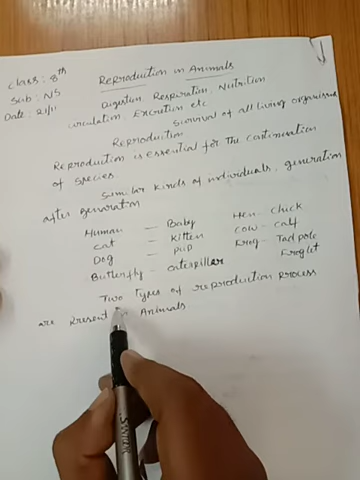 Class: 8th
Sub: NS
Date: 21/11
Reproduction in Animals
Digestion, Respiration, Nutrition
circulation, Excretion etc
Survival of all living organisms
Reproduction
Reproduction is essential for The Continuation
of Species
Similar kinds of individuals, generation
after Genaration
Human — Baby Hen - chick
cat — kitten Cow - calf
Dog — pup Frog - Tadpole
Butterfly - caterpillar Froglet
Two Types of reproduction process
are Present in Animals.